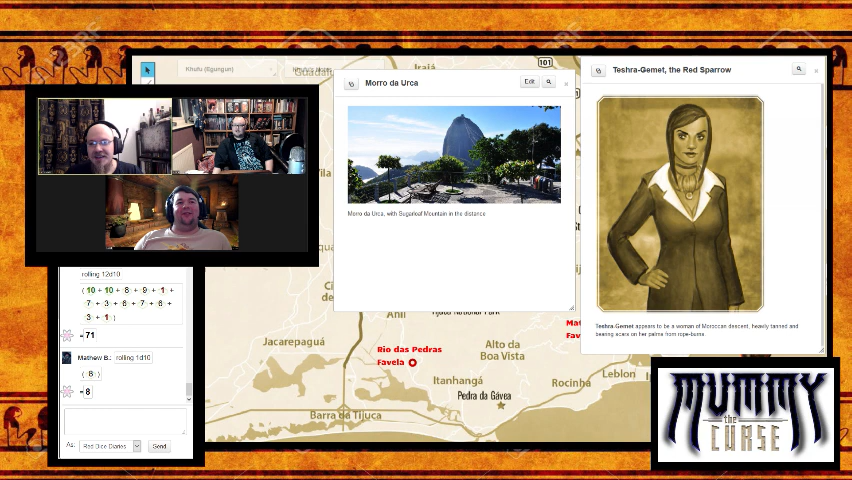 Khufu (Egungun)
Irajá
101
Morro da Urca
Edit
Morro da Urca, with Sugarloaf Mountain in the distance
Teshra-Gemet, the Red Sparrow
Teshra-Gemet appears to be a woman of Moroccan descent, heavily tanned and
bearing scars on her palms from rope-burns.
rolling 12d10
( 10 + 10 + 8 + 9 + 1 +
7 + 3 + 6 + 7 + 6 +
3 + 1 )
= 71
Mathew B.: rolling 1d10
( 8 )
= 8
As: Red Dice Diaries Send
Jacarepaguá
Rio das Pedras
Favela
Alto da
Boa Vista
Itanhangá
Pedra da Gávea
Rocinha
Leblon
Barra da Tijuca
MUMMY
the
CURSE